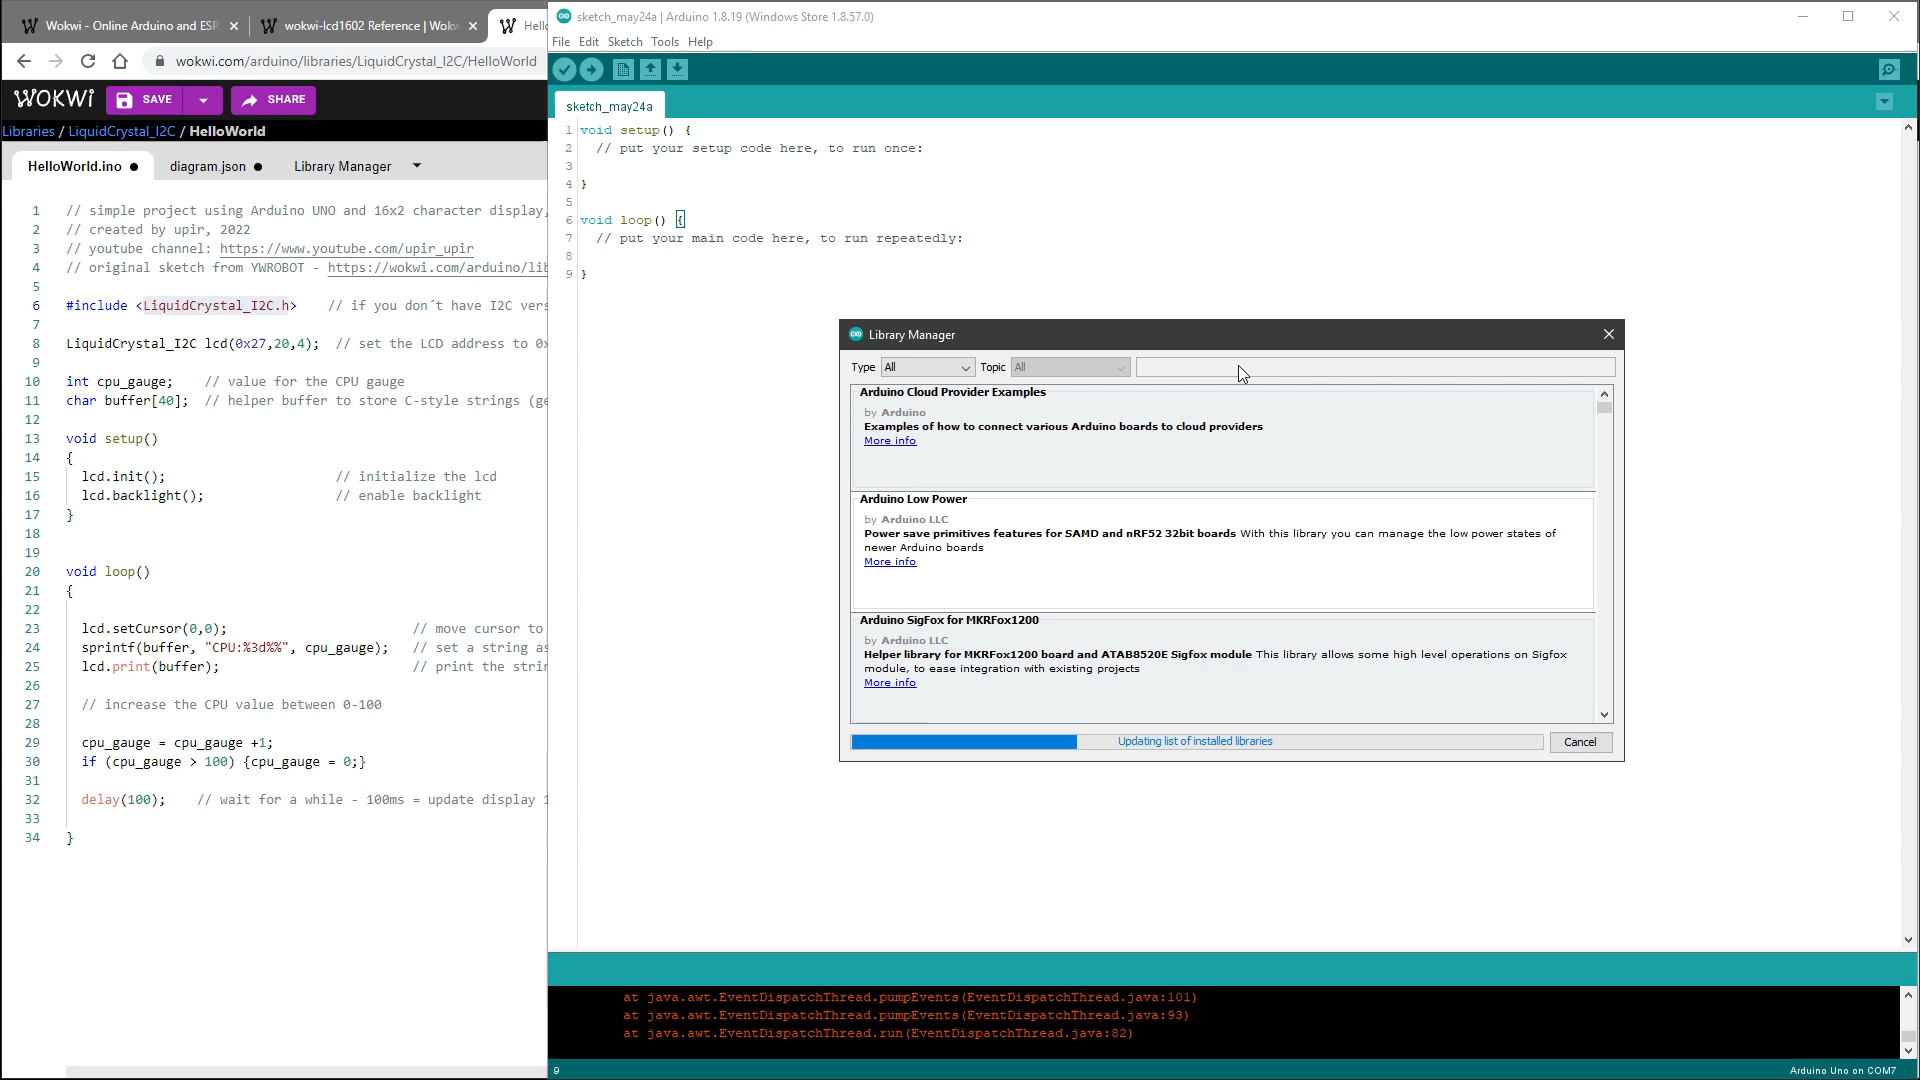 Wokwi - Online Arduino and ESP
wokwi-lcd1602 Reference | Wokw
Hello
wokwi.com/arduino/libraries/LiquidCrystal_I2C/HelloWorld
WOKWI
SAVE
SHARE
Libraries / LiquidCrystal_I2C / HelloWorld
HelloWorld.ino
diagram.json
Library Manager
1 // simple project using Arduino UNO and 16x2 character display,
2 // created by upir, 2022
3 // youtube channel: https://www.youtube.com/upir_upir
4 // original sketch from YWROBOT - https://wokwi.com/arduino/lib
5
6 #include <LiquidCrystal_I2C.h> // if you don´t have I2C vers
7
8 LiquidCrystal_I2C lcd(0x27,20,4); // set the LCD address to 0x
9
10 int cpu_gauge; // value for the CPU gauge
11 char buffer[40]; // helper buffer to store C-style strings (ge
12
13 void setup()
14 {
15 lcd.init(); // initialize the lcd
16 lcd.backlight(); // enable backlight
17 }
18
19
20 void loop()
21 {
22
23 lcd.setCursor(0,0); // move cursor to
24 sprintf(buffer, "CPU:%3d%%", cpu_gauge); // set a string as
25 lcd.print(buffer); // print the strin
26
27 // increase the CPU value between 0-100
28
29 cpu_gauge = cpu_gauge +1;
30 if (cpu_gauge > 100) {cpu_gauge = 0;}
31
32 delay(100); // wait for a while - 100ms = update display 1
33
34 }
sketch_may24a | Arduino 1.8.19 (Windows Store 1.8.57.0)
File Edit Sketch Tools Help
sketch_may24a
1 void setup() {
2 // put your setup code here, to run once:
3
4 }
5
6 void loop() {
7 // put your main code here, to run repeatedly:
8
9 }
Library Manager
Type All Topic All
Arduino Cloud Provider Examples
by Arduino
Examples of how to connect various Arduino boards to cloud providers
More info
Arduino Low Power
by Arduino LLC
Power save primitives features for SAMD and nRF52 32bit boards With this library you can manage the low power states of
newer Arduino boards
More info
Arduino SigFox for MKRFox1200
by Arduino LLC
Helper library for MKRFox1200 board and ATAB8520E Sigfox module This library allows some high level operations on Sigfox
module, to ease integration with existing projects
More info
Updating list of installed libraries
Cancel
at java.awt.EventDispatchThread.pumpEvents(EventDispatchThread.java:101)
at java.awt.EventDispatchThread.pumpEvents(EventDispatchThread.java:93)
at java.awt.EventDispatchThread.run(EventDispatchThread.java:82)
9
Arduino Uno on COM7